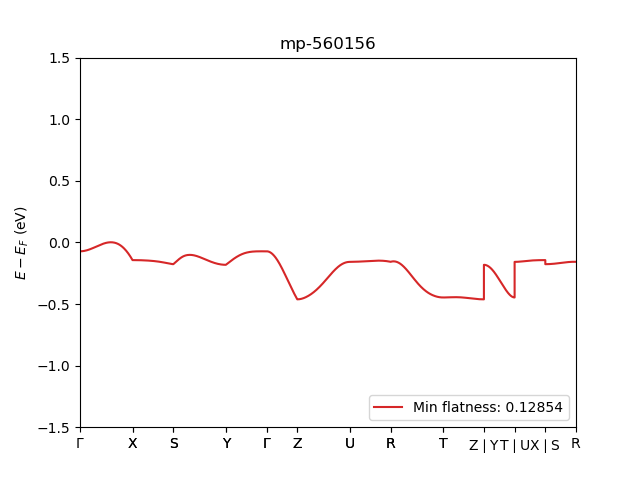 mp-560156
E − E_F (eV)
1.5
1.0
0.5
0.0
−0.5
−1.0
−1.5
Min flatness: 0.12854
Γ X S Y Γ Z U R T Z | Y T | U X | S R